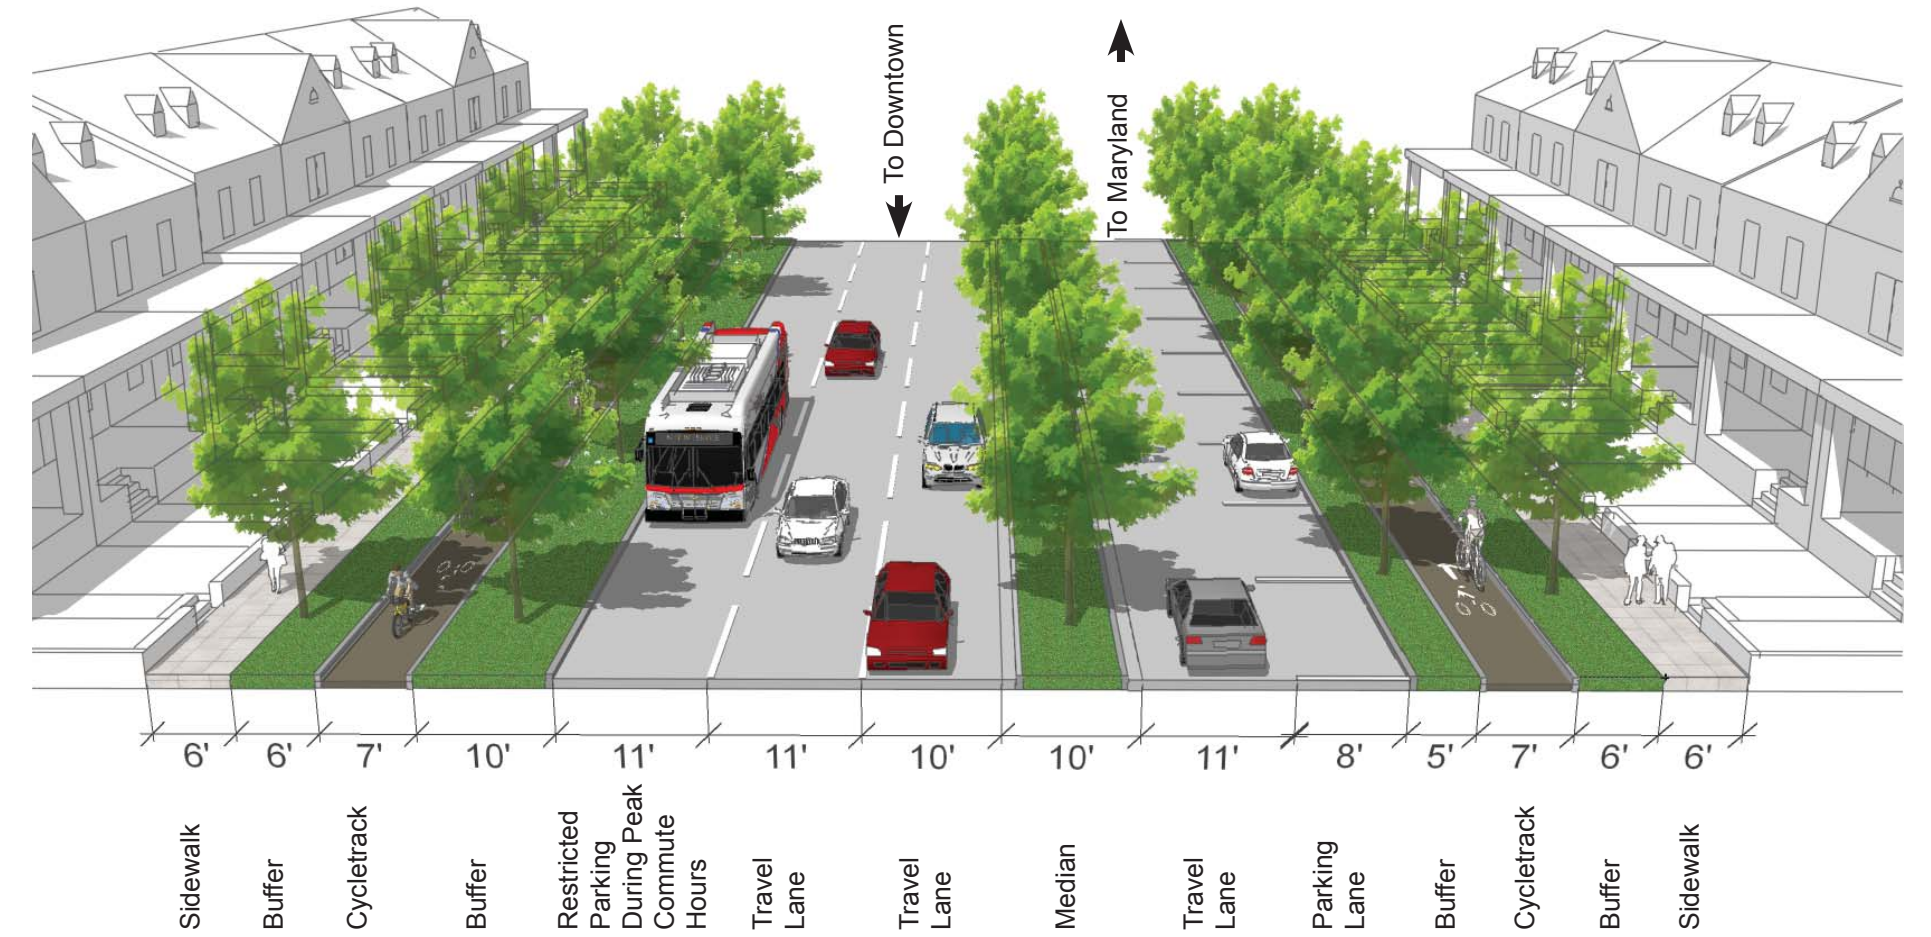 To Downtown
To Maryland
6'
6'
7'
10'
11'
11'
10'
10'
11'
8'
5'
7'
6'
6'
Sidewalk
Buffer
Cycletrack
Buffer
Restricted
Parking
During Peak
Commute
Hours
Travel
Lane
Travel
Lane
Median
Travel
Lane
Parking
Lane
Buffer
Cycletrack
Buffer
Sidewalk